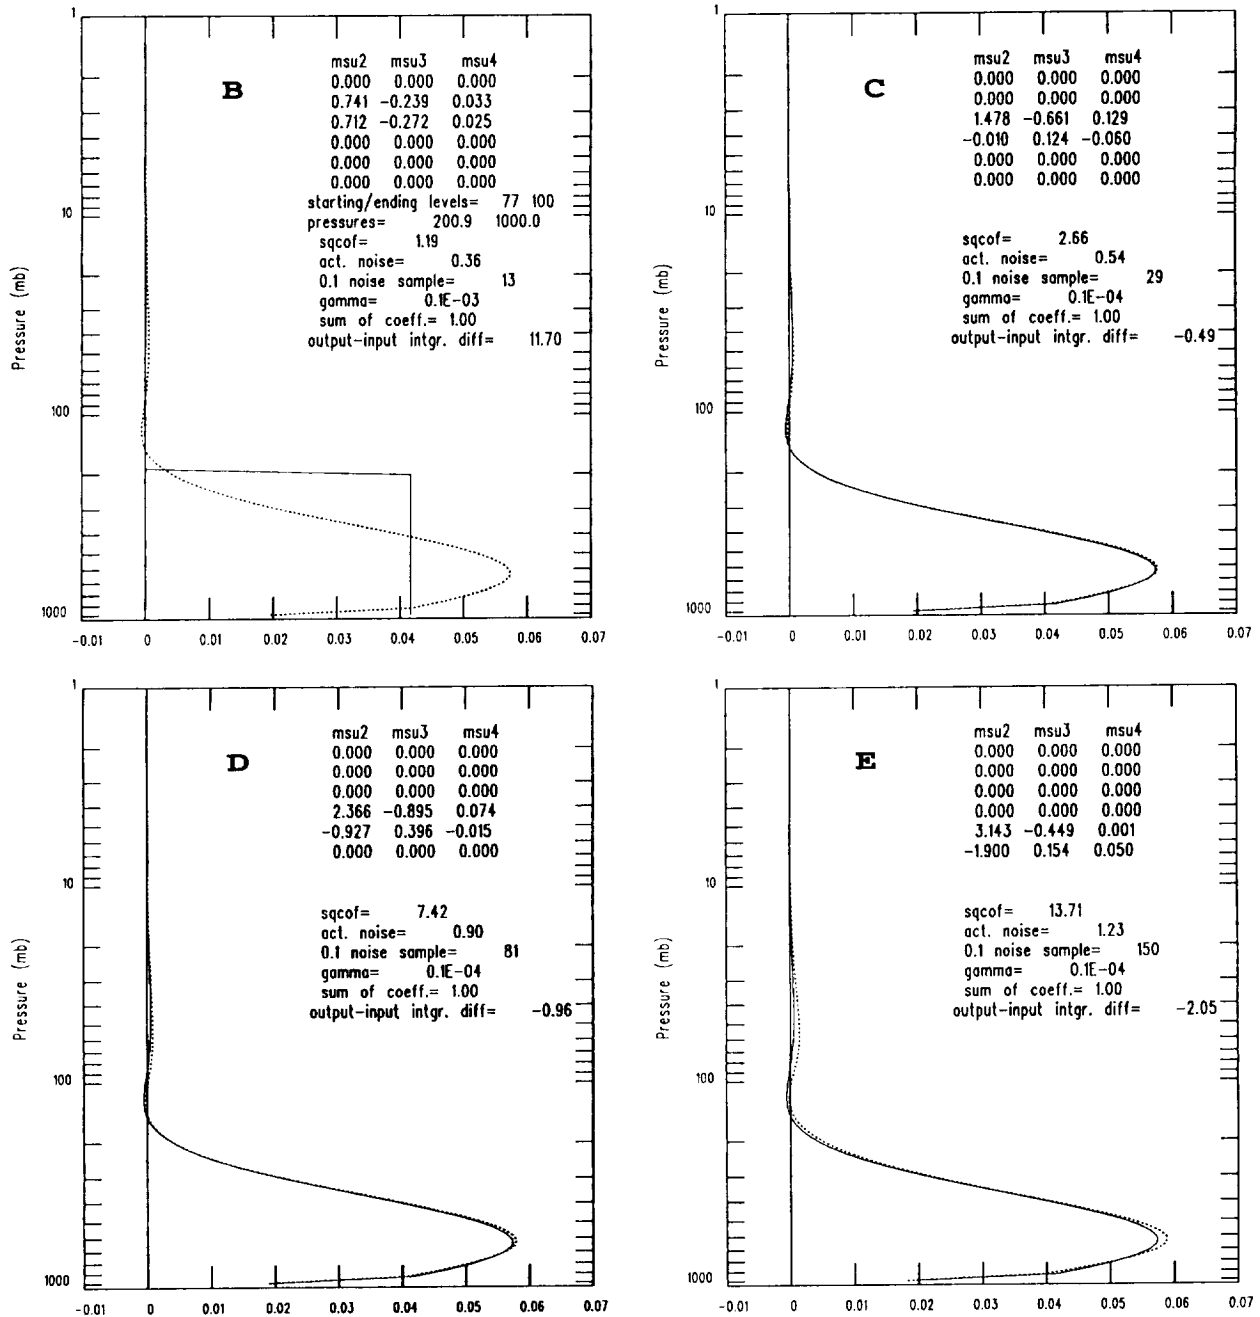 B
msu2 msu3 msu4
0.000 0.000 0.000
0.741 -0.239 0.033
0.712 -0.272 0.025
0.000 0.000 0.000
0.000 0.000 0.000
0.000 0.000 0.000
starting/ending levels= 77 100
pressures= 200.9 1000.0
sqcof= 1.19
act. noise= 0.36
0.1 noise sample= 13
gamma= 0.1E-03
sum of coeff.= 1.00
output-input intgr. diff= 11.70
Pressure (mb)
1
10
100
1000
-0.01 0 0.01 0.02 0.03 0.04 0.05 0.06 0.07
C
msu2 msu3 msu4
0.000 0.000 0.000
0.000 0.000 0.000
1.478 -0.661 0.129
-0.010 0.124 -0.060
0.000 0.000 0.000
0.000 0.000 0.000
sqcof= 2.66
act. noise= 0.54
0.1 noise sample= 29
gamma= 0.1E-04
sum of coeff.= 1.00
output-input intgr. diff= -0.49
Pressure (mb)
1
10
100
1000
-0.01 0 0.01 0.02 0.03 0.04 0.05 0.06 0.07
D
msu2 msu3 msu4
0.000 0.000 0.000
0.000 0.000 0.000
0.000 0.000 0.000
2.366 -0.895 0.074
-0.927 0.396 -0.015
0.000 0.000 0.000
sqcof= 7.42
act. noise= 0.90
0.1 noise sample= 81
gamma= 0.1E-04
sum of coeff.= 1.00
output-input intgr. diff= -0.96
Pressure (mb)
1
10
100
1000
-0.01 0 0.01 0.02 0.03 0.04 0.05 0.06 0.07
E
msu2 msu3 msu4
0.000 0.000 0.000
0.000 0.000 0.000
0.000 0.000 0.000
0.000 0.000 0.000
3.143 -0.449 0.001
-1.900 0.154 0.050
sqcof= 13.71
act. noise= 1.23
0.1 noise sample= 150
gamma= 0.1E-04
sum of coeff.= 1.00
output-input intgr. diff= -2.05
Pressure (mb)
1
10
100
1000
-0.01 0 0.01 0.02 0.03 0.04 0.05 0.06 0.07